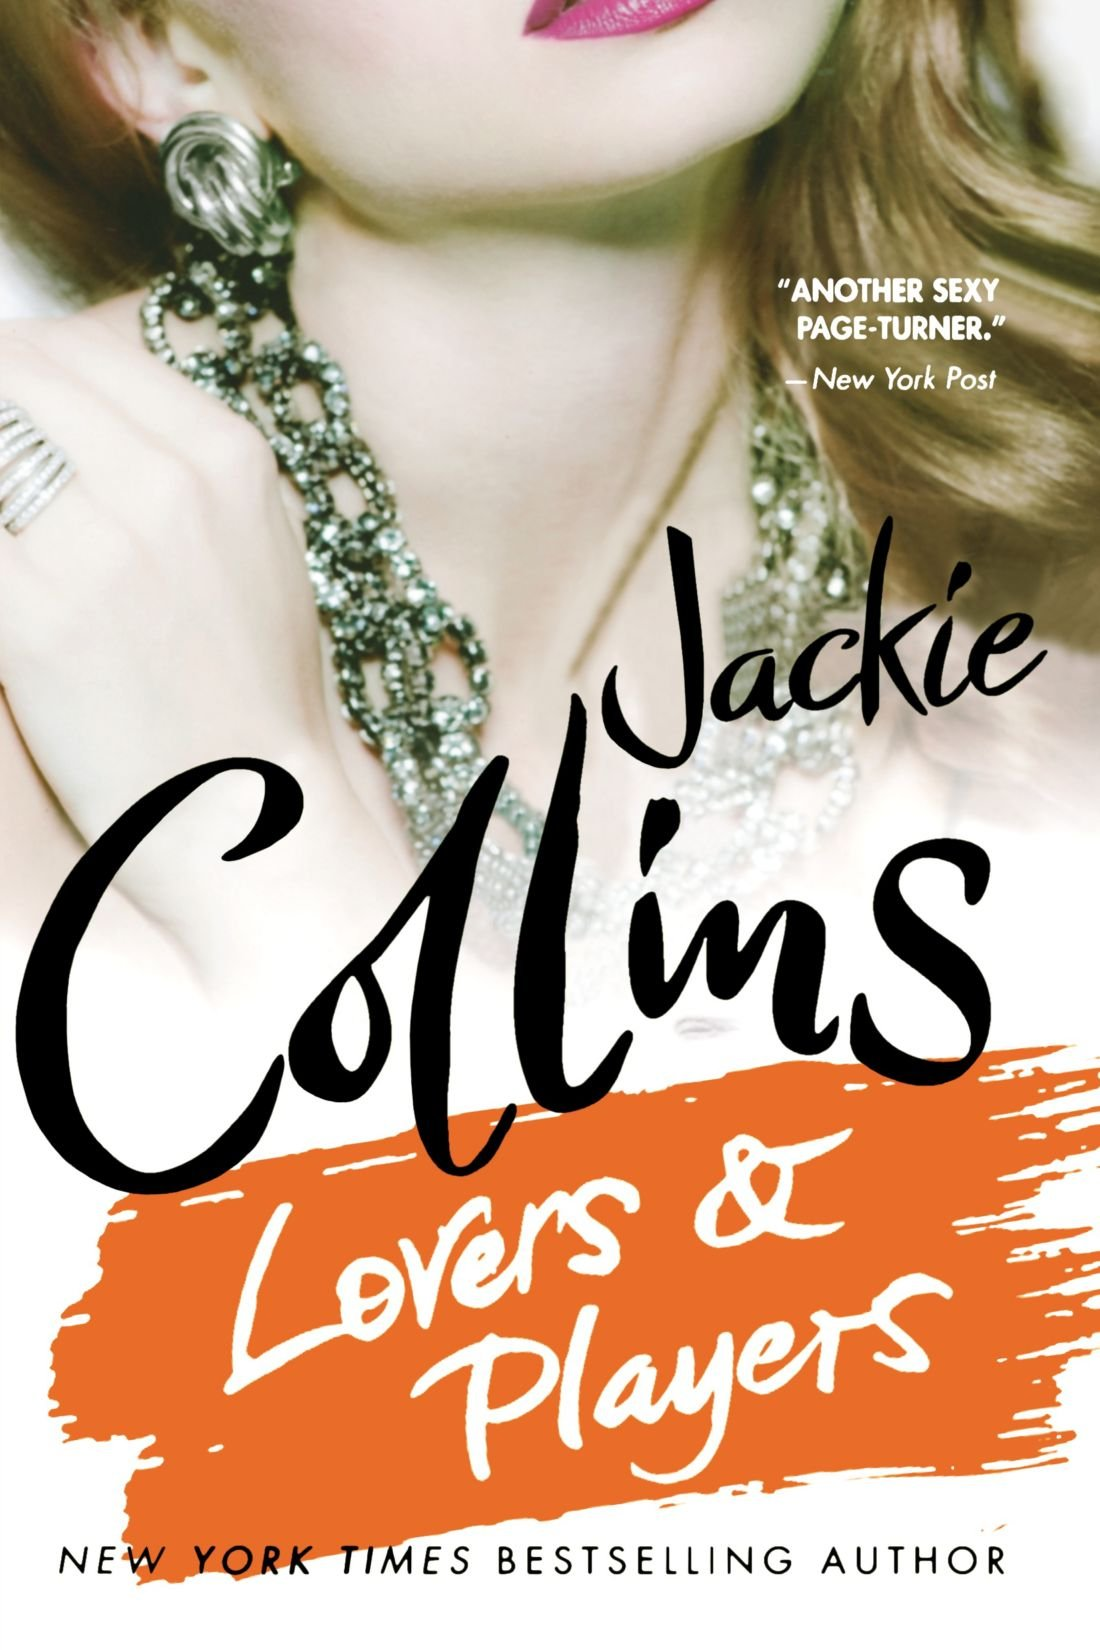 “ANOTHER SEXY
PAGE-TURNER.”
—New York Post
Jackie
Collins
Lovers &
Players
NEW YORK TIMES BESTSELLING AUTHOR